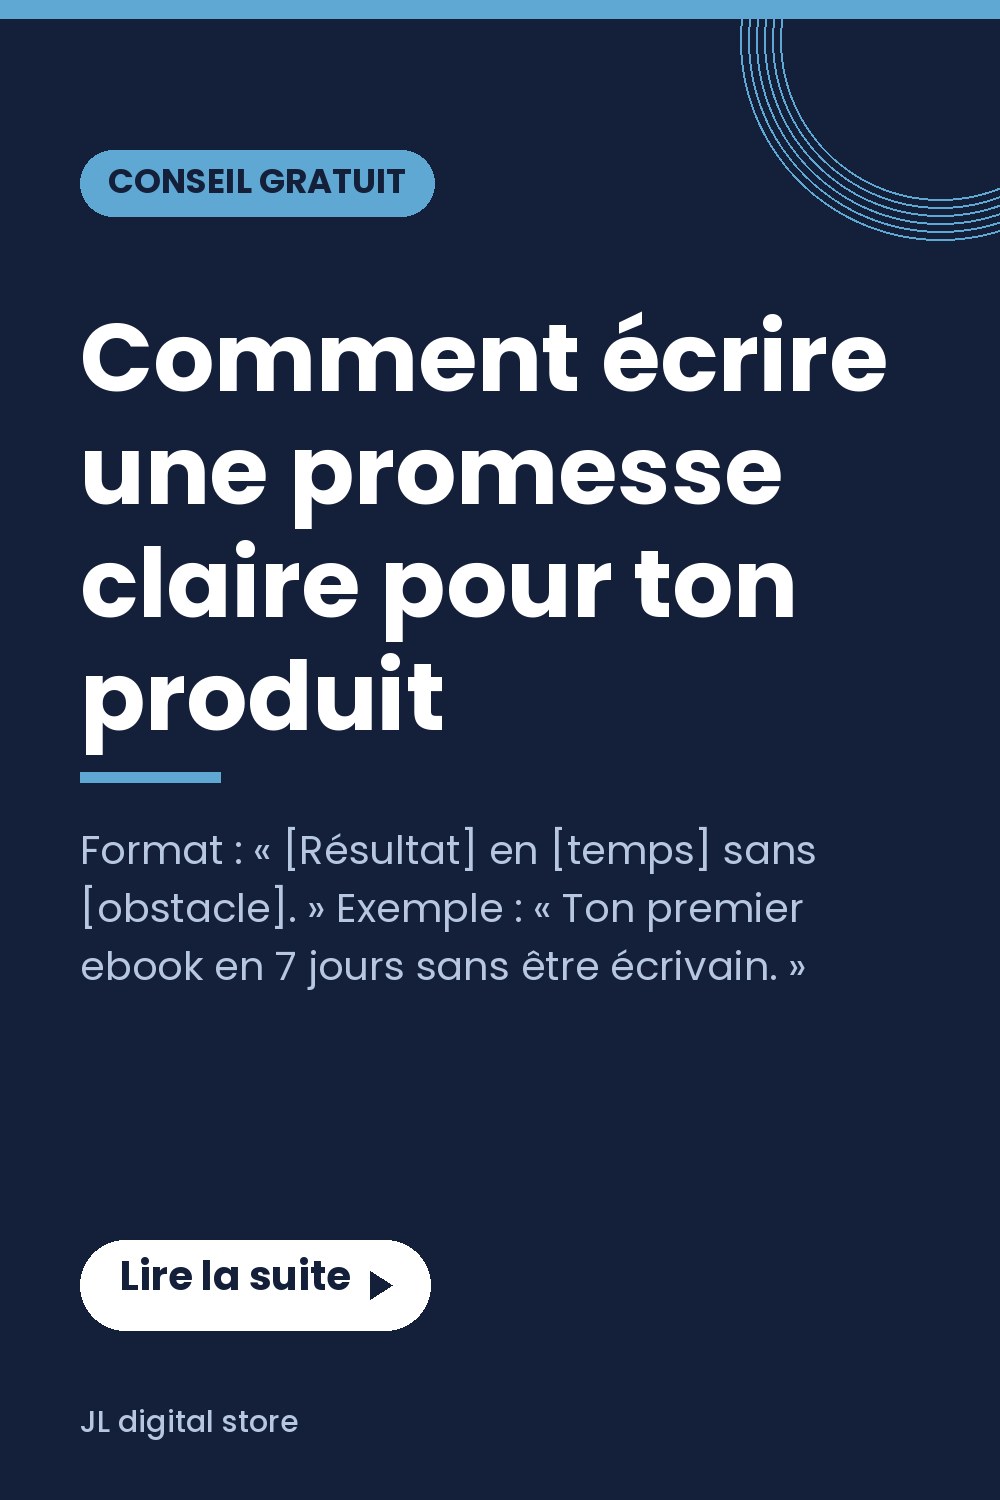 CONSEIL GRATUIT
Comment écrire
une promesse
claire pour ton
produit
Format : « [Résultat] en [temps] sans
[obstacle]. » Exemple : « Ton premier
ebook en 7 jours sans être écrivain. »
Lire la suite
JL digital store